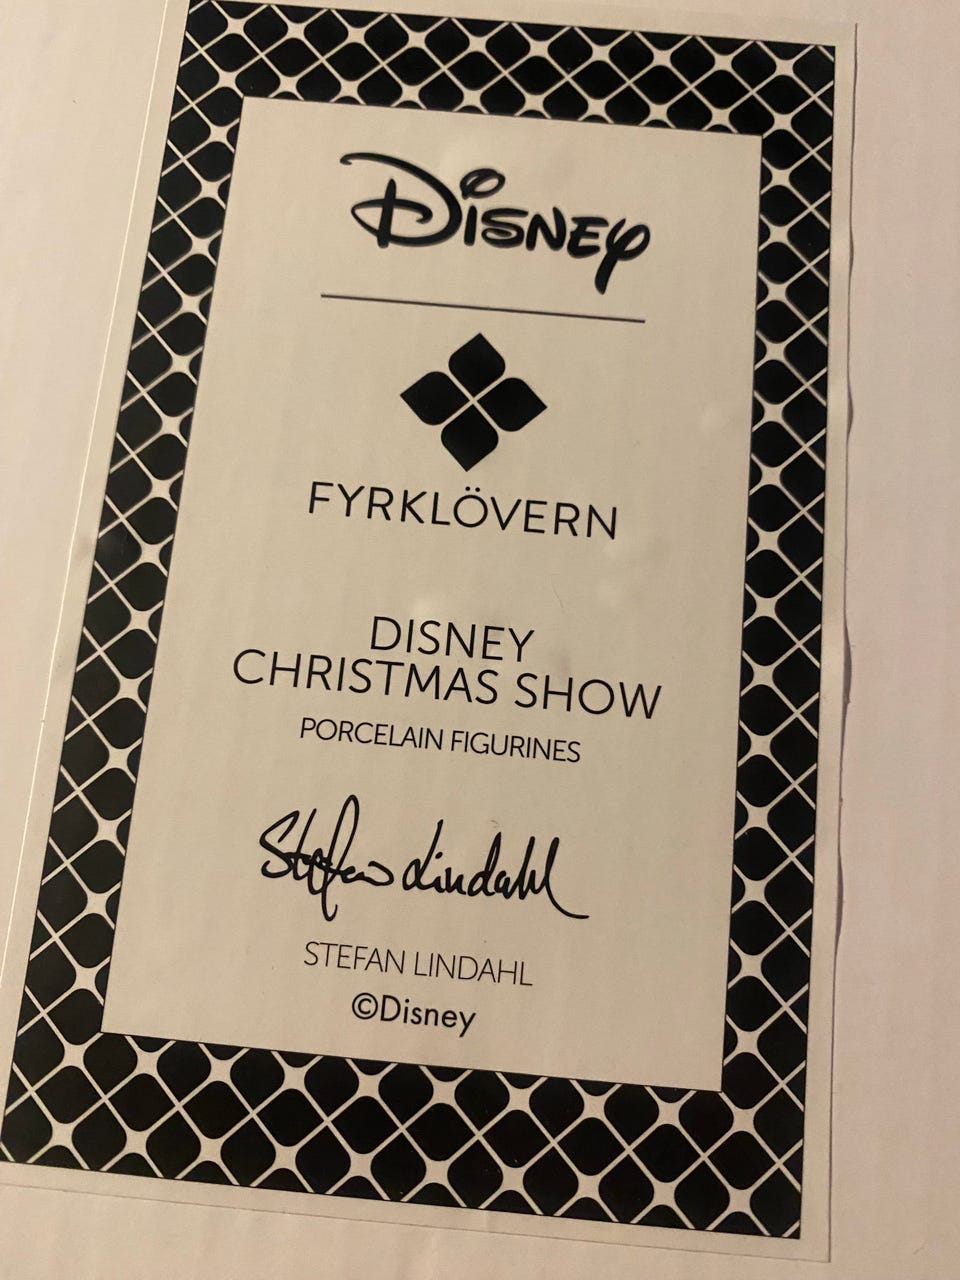 Disney
FYRKLÖVERN
DISNEY
CHRISTMAS SHOW
PORCELAIN FIGURINES
Stefan Lindahl
STEFAN LINDAHL
©Disney